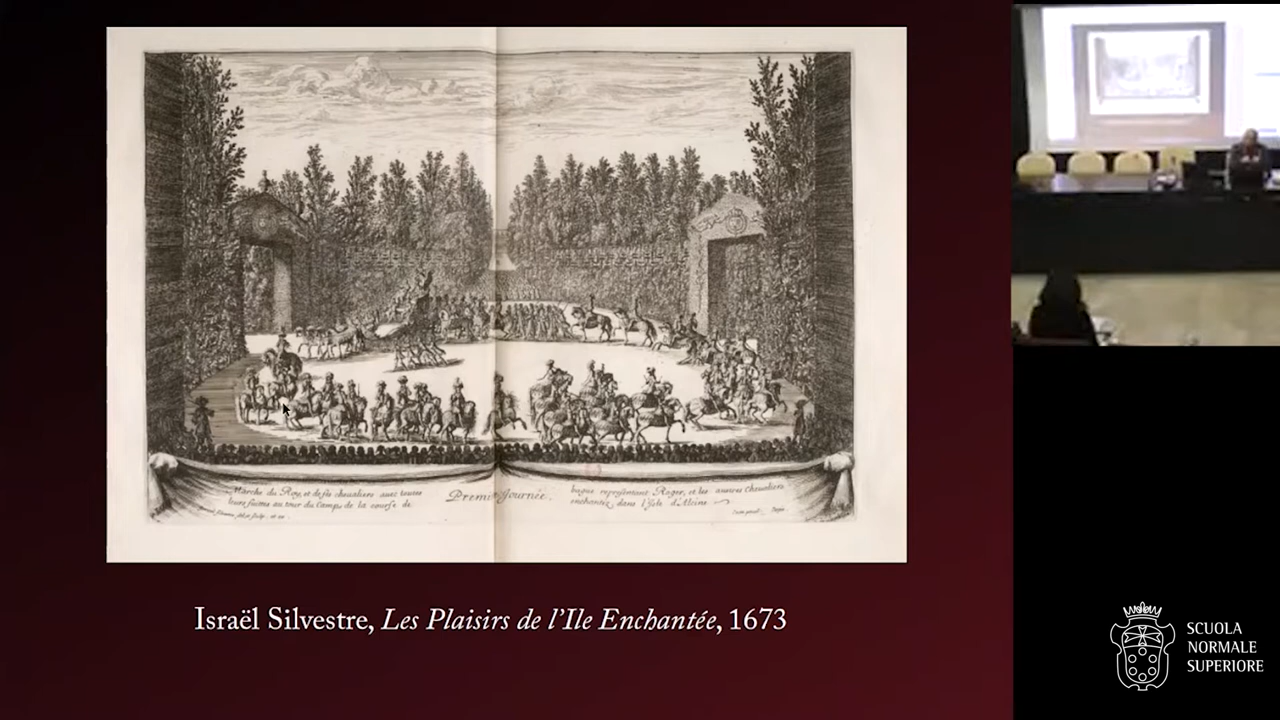 Marche du Roy, et de ses chevaliers avec toutes
leurs suittes au tour du Camp de la course de
Premiere Journée.
bague representant Roger, et les autres chevaliers
enchantez dans l'Isle d'Alcine
Israël Silvestre, Les Plaisirs de l'Ile Enchantée, 1673
SCUOLA
NORMALE
SUPERIORE